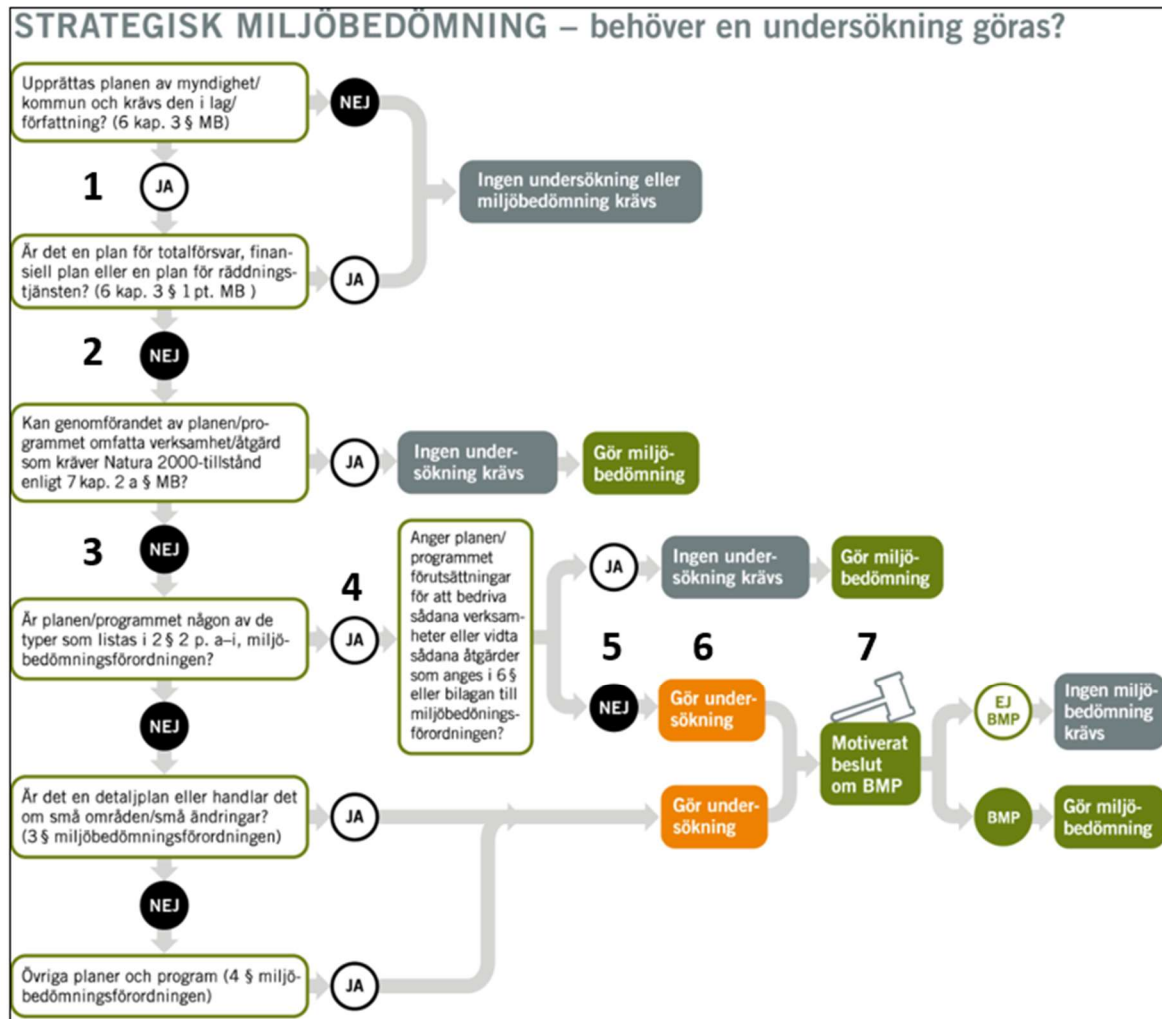 STRATEGISK MILJÖBEDÖMNING – behöver en undersökning göras?
Upprättas planen av myndighet/
kommun och krävs den i lag/
författning? (6 kap. 3 § MB)
NEJ
1
JA
Ingen undersökning eller
miljöbedömning krävs
Är det en plan för totalförsvar, finan-
siell plan eller en plan för räddnings-
tjänsten? (6 kap. 3 § 1 pt. MB )
JA
2
NEJ
Kan genomförandet av planen/pro-
grammet omfatta verksamhet/åtgärd
som kräver Natura 2000-tillstånd
enligt 7 kap. 2 a § MB?
JA
Ingen under-
sökning krävs
Gör miljö-
bedömning
3
NEJ
Är planen/programmet någon av de
typer som listas i 2 § 2 p. a–i, miljö-
bedömningsförordningen?
4
JA
Anger planen/
programmet
förutsättningar
för att bedriva
sådana verksam-
heter eller vidta
sådana åtgärder
som anges i 6 §
eller bilagan till
miljöbedönings-
förordningen?
JA
Ingen under-
sökning krävs
Gör miljö-
bedömning
5
NEJ
6
Gör under-
sökning
7
Motiverat
beslut
om BMP
EJ
BMP
Ingen miljö-
bedömning
krävs
BMP
Gör miljö-
bedömning
NEJ
Är det en detaljplan eller handlar det
om små områden/små ändringar?
(3 § miljöbedömningsförordningen)
JA
Gör under-
sökning
NEJ
Övriga planer och program (4 § miljö-
bedömningsförordningen)
JA